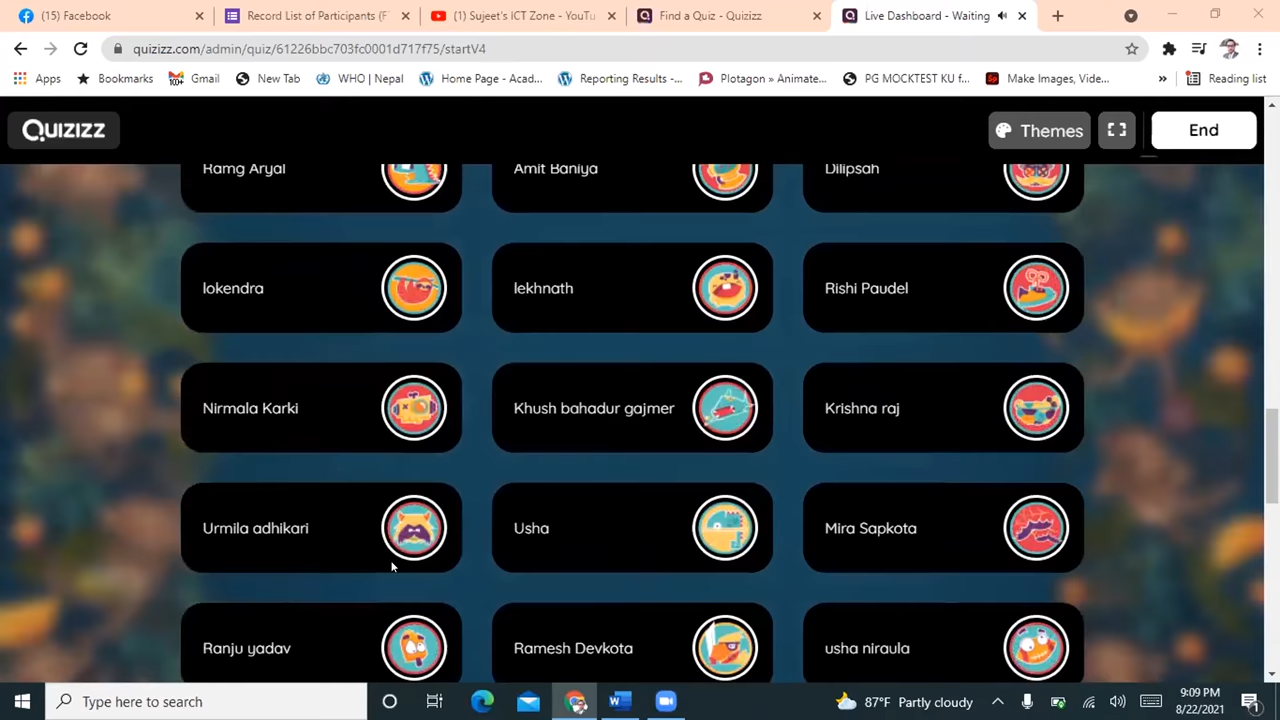 (15) Facebook
Record List of Participants (FT
(1) Sujeet's ICT Zone - YouTu
Find a Quiz - Quizizz
Live Dashboard - Waiting
quizizz.com/admin/quiz/61226bbc703fc0001d717f75/startV4
Apps
Bookmarks
100+
Gmail
New Tab
WHO | Nepal
Home Page - Acad...
Reporting Results -...
Plotagon » Animate...
PG MOCKTEST KU f...
Sp
Make Images, Vide...
»
Reading list
Quizizz
Themes
End
Ramg Aryal
Amit Baniya
Dilipsah
lokendra
lekhnath
Rishi Paudel
Nirmala Karki
Khush bahadur gajmer
Krishna raj
Urmila adhikari
Usha
Mira Sapkota
Ranju yadav
Ramesh Devkota
usha niraula
Type here to search
87°F Partly cloudy
9:09 PM
8/22/2021
1